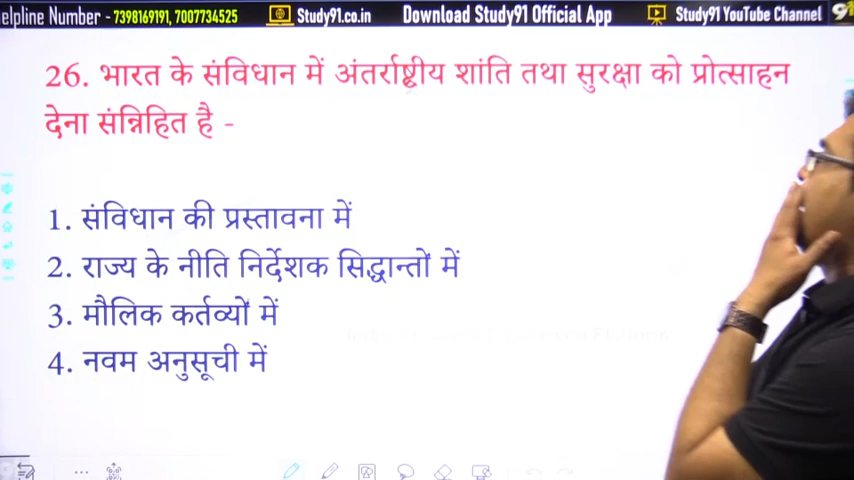 elpline Number - 7398169191, 7007734525 Study91.co.in Download Study91 Official App Study91 YouTube Channel
26. भारत के संविधान में अंतर्राष्ट्रीय शांति तथा सुरक्षा को प्रोत्साहन
देना संन्निहित है -
1. संविधान की प्रस्तावना में
2. राज्य के नीति निर्देशक सिद्धान्तों में
3. मौलिक कर्तव्यों में
4. नवम अनुसूची में